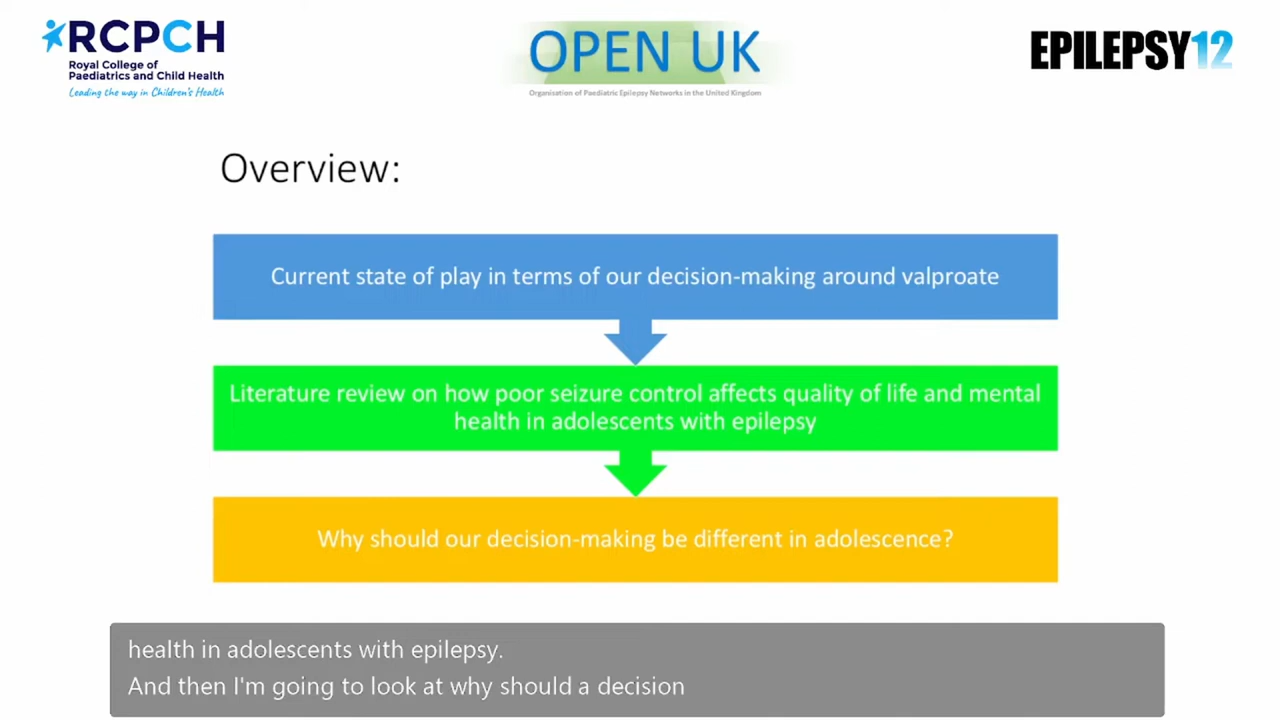 RCPCH
Royal College of
Paediatrics and Child Health
Leading the way in Children's Health
OPEN UK
Organisation of Paediatric Epilepsy Networks in the United Kingdom
EPILEPSY12
Overview:
Current state of play in terms of our decision-making around valproate
Literature review on how poor seizure control affects quality of life and mental
health in adolescents with epilepsy
Why should our decision-making be different in adolescence?
health in adolescents with epilepsy.
And then I'm going to look at why should a decision